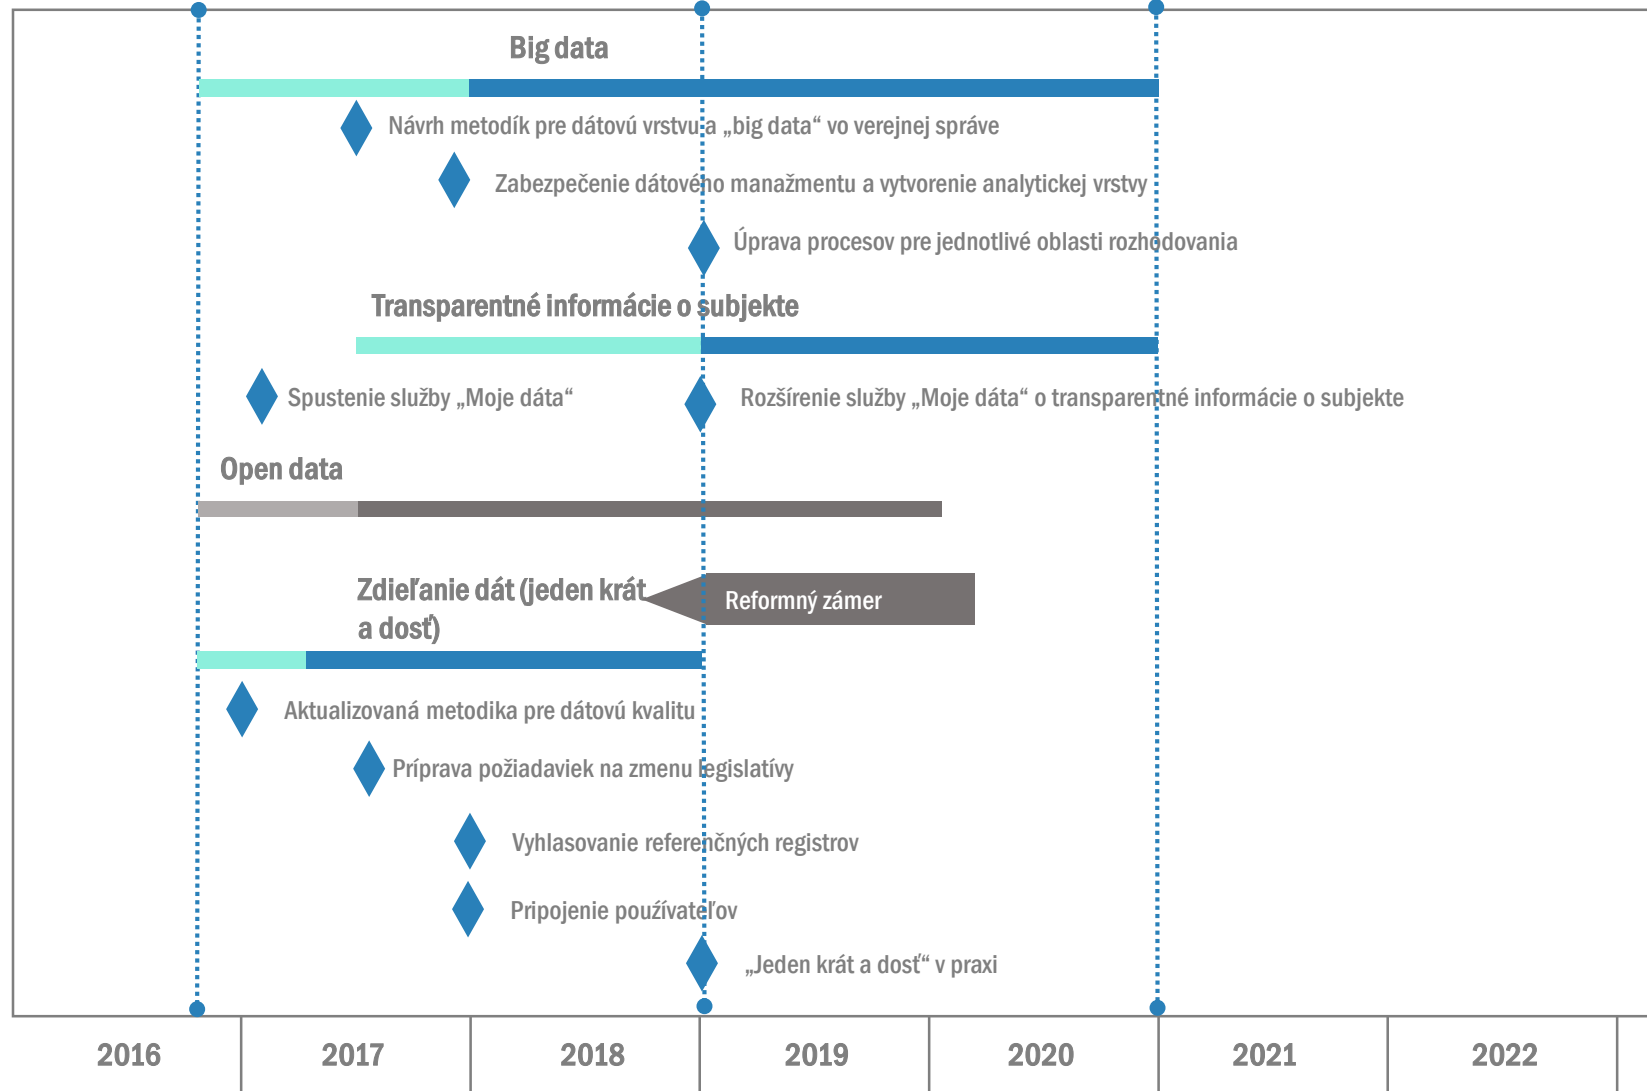 Big data
Návrh metodík pre dátovú vrstvu a „big data“ vo verejnej správe
Zabezpečenie dátového manažmentu a vytvorenie analytickej vrstvy
Úprava procesov pre jednotlivé oblasti rozhodovania
Transparentné informácie o subjekte
Spustenie služby „Moje dáta“
Rozšírenie služby „Moje dáta“ o transparentné informácie o subjekte
Open data
Zdieľanie dát (jeden krát
a dosť)
Reformný zámer
Aktualizovaná metodika pre dátovú kvalitu
Príprava požiadaviek na zmenu legislatívy
Vyhlasovanie referenčných registrov
Pripojenie používateľov
„Jeden krát a dosť“ v praxi
2016 2017 2018 2019 2020 2021 2022